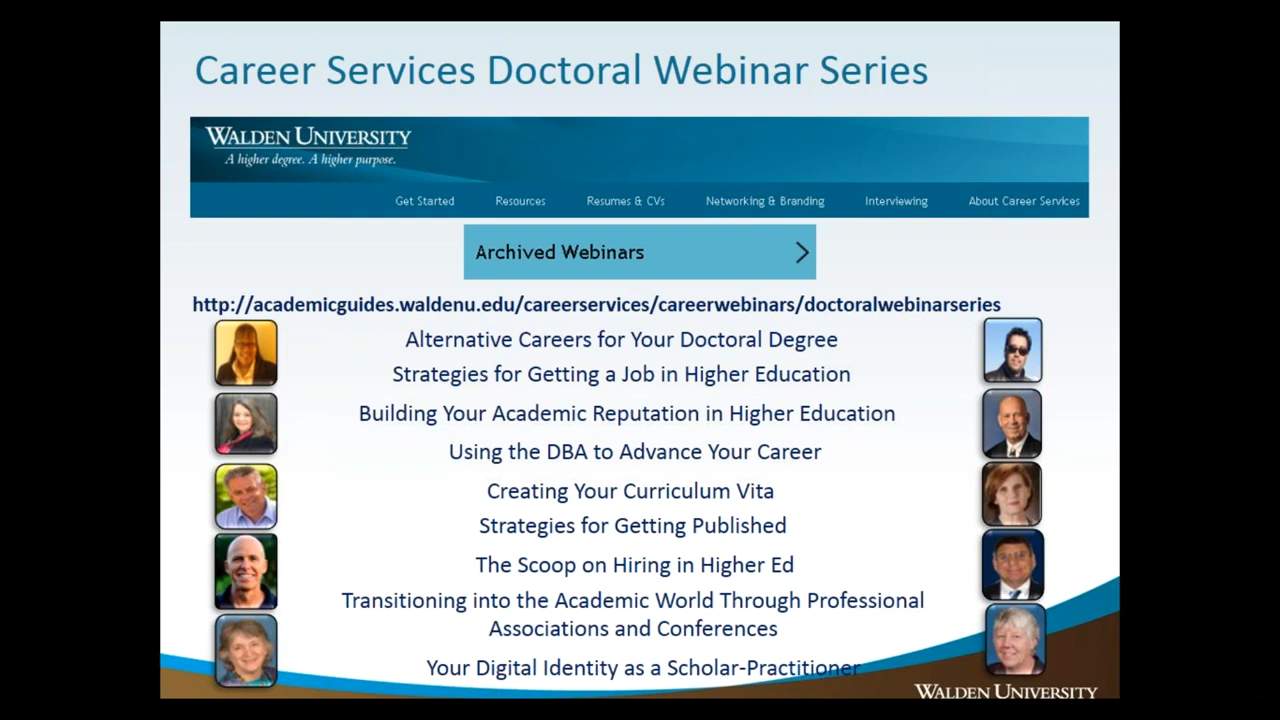 Career Services Doctoral Webinar Series
WALDEN UNIVERSITY
A higher degree. A higher purpose.
Get Started Resources Resumes & CVs Networking & Branding Interviewing About Career Services
Archived Webinars
http://academicguides.waldenu.edu/careerservices/careerwebinars/doctoralwebinarseries
Alternative Careers for Your Doctoral Degree
Strategies for Getting a Job in Higher Education
Building Your Academic Reputation in Higher Education
Using the DBA to Advance Your Career
Creating Your Curriculum Vita
Strategies for Getting Published
The Scoop on Hiring in Higher Ed
Transitioning into the Academic World Through Professional
Associations and Conferences
Your Digital Identity as a Scholar-Practitioner
WALDEN UNIVERSITY